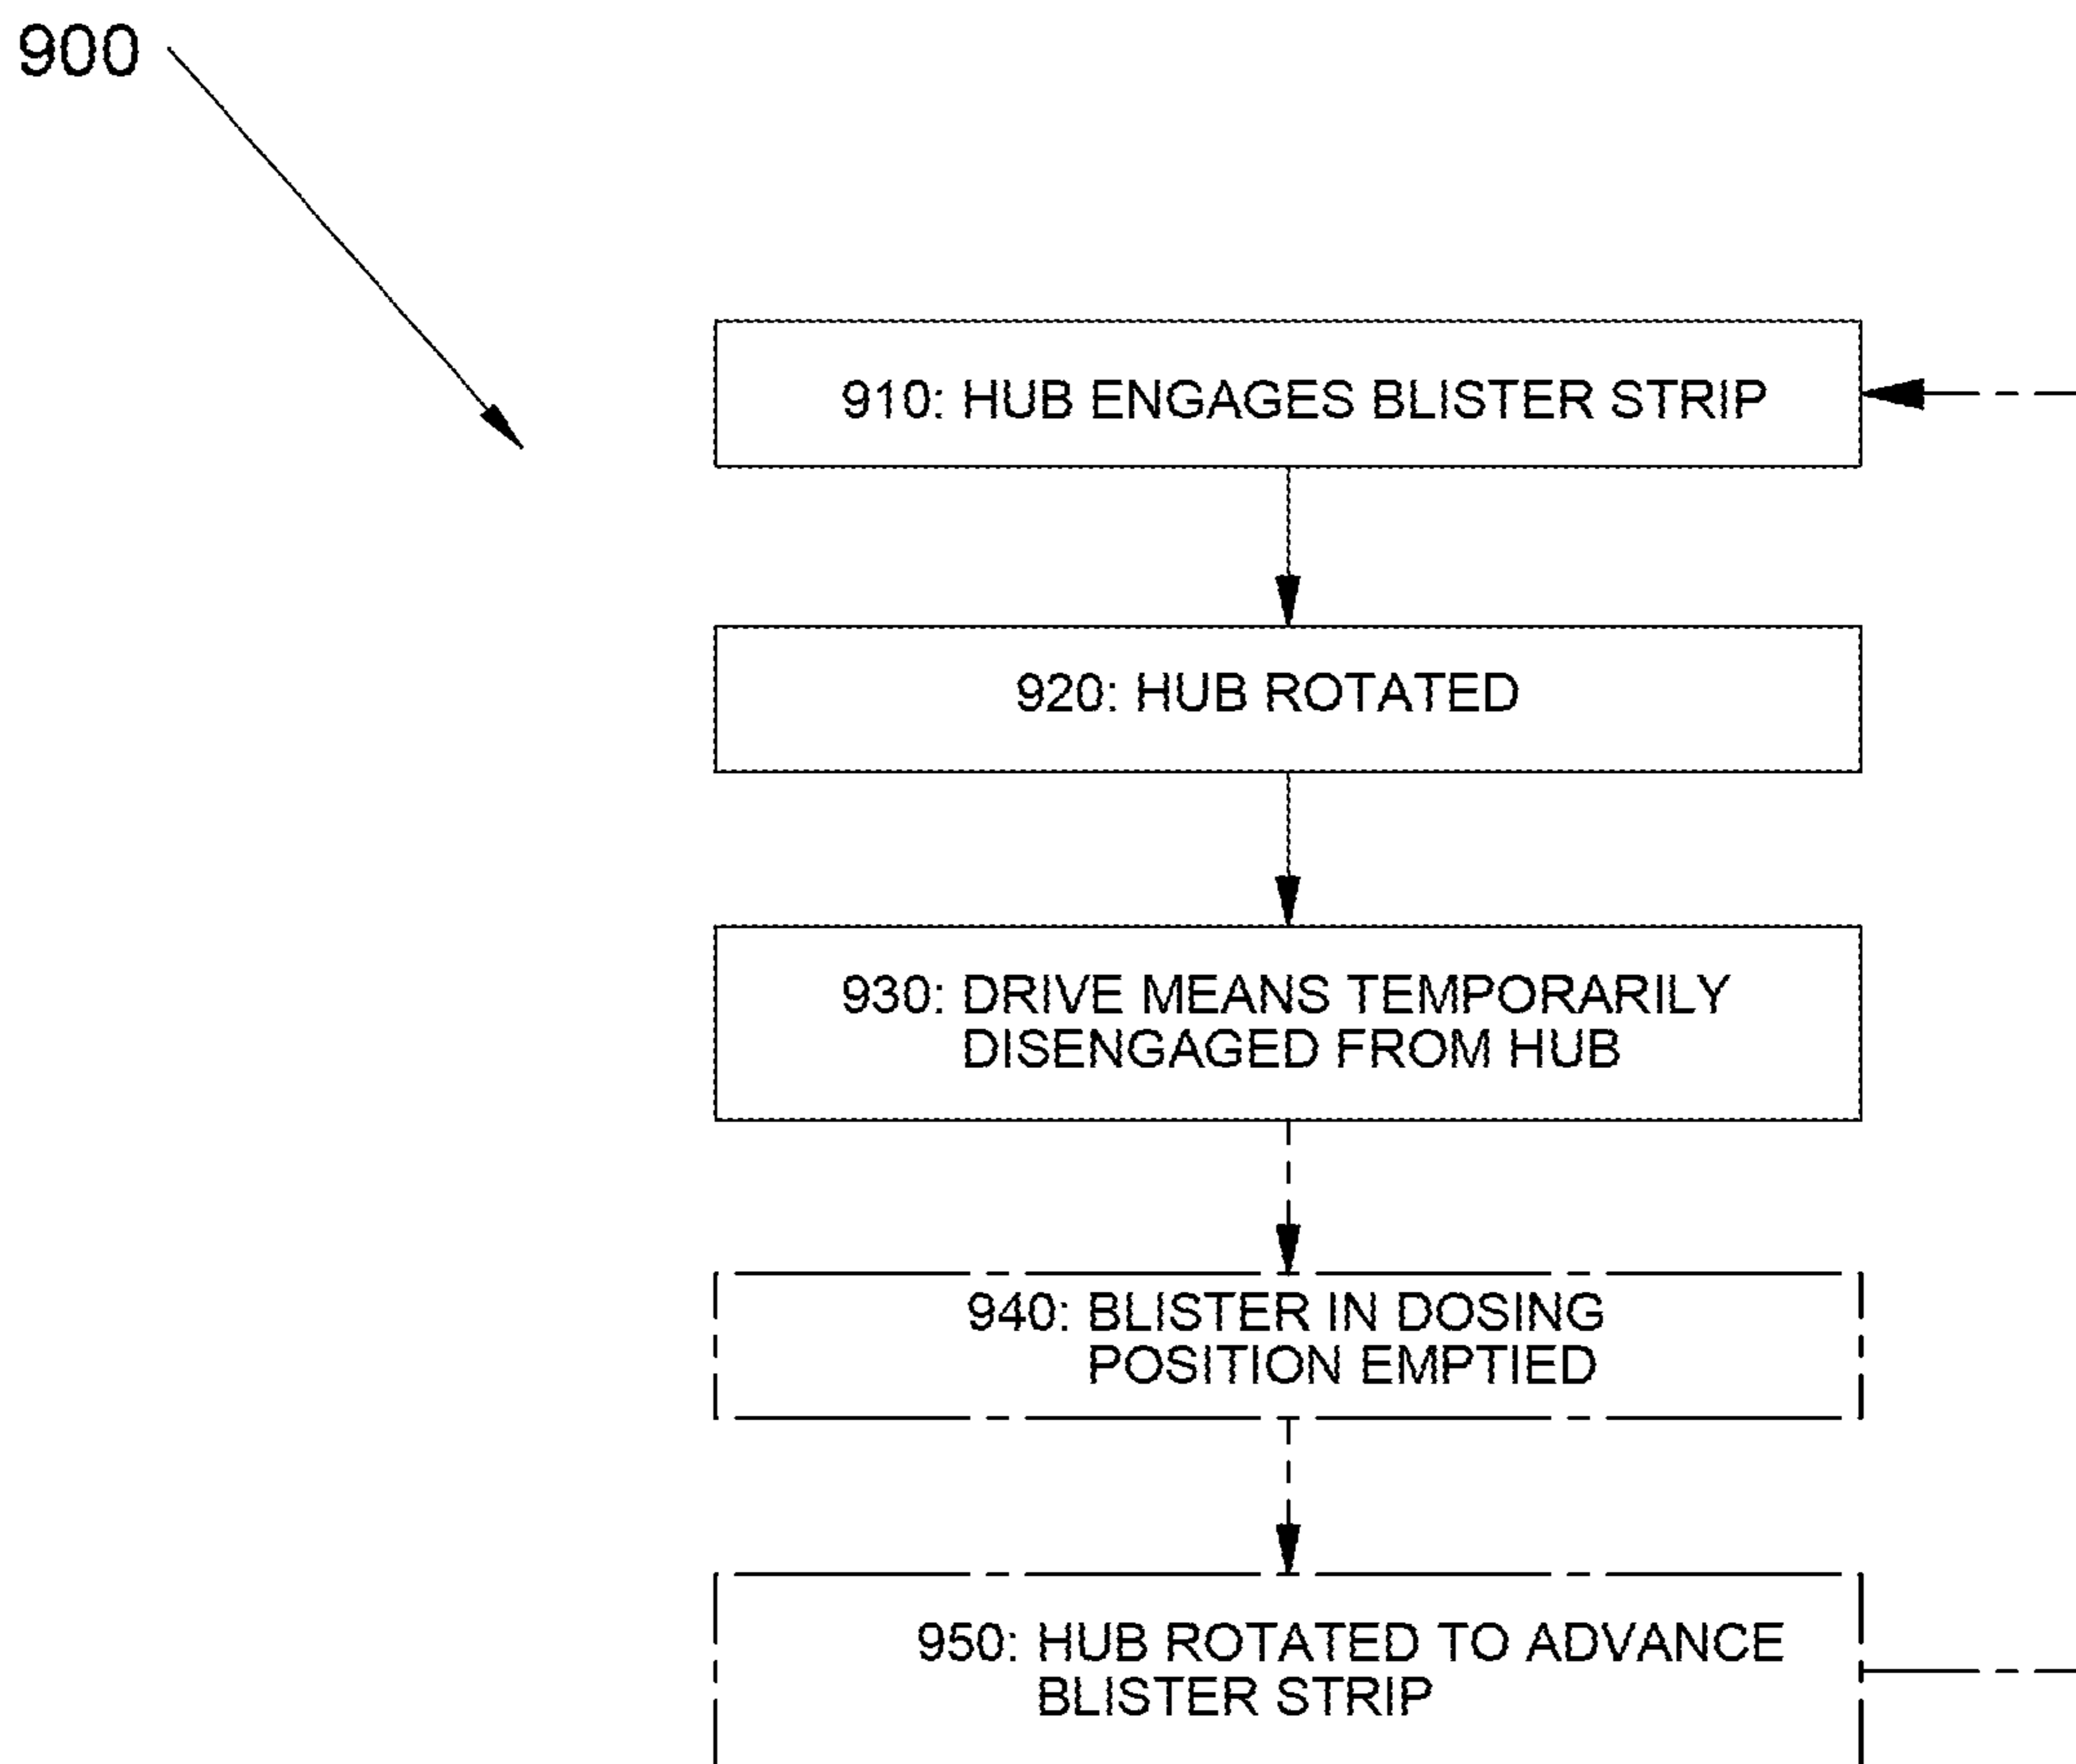 900
910: HUB ENGAGES BLISTER STRIP
920: HUB ROTATED
930: DRIVE MEANS TEMPORARILY
DISENGAGED FROM HUB
940: BLISTER IN DOSING
POSITION EMPTIED
950: HUB ROTATED TO ADVANCE
BLISTER STRIP